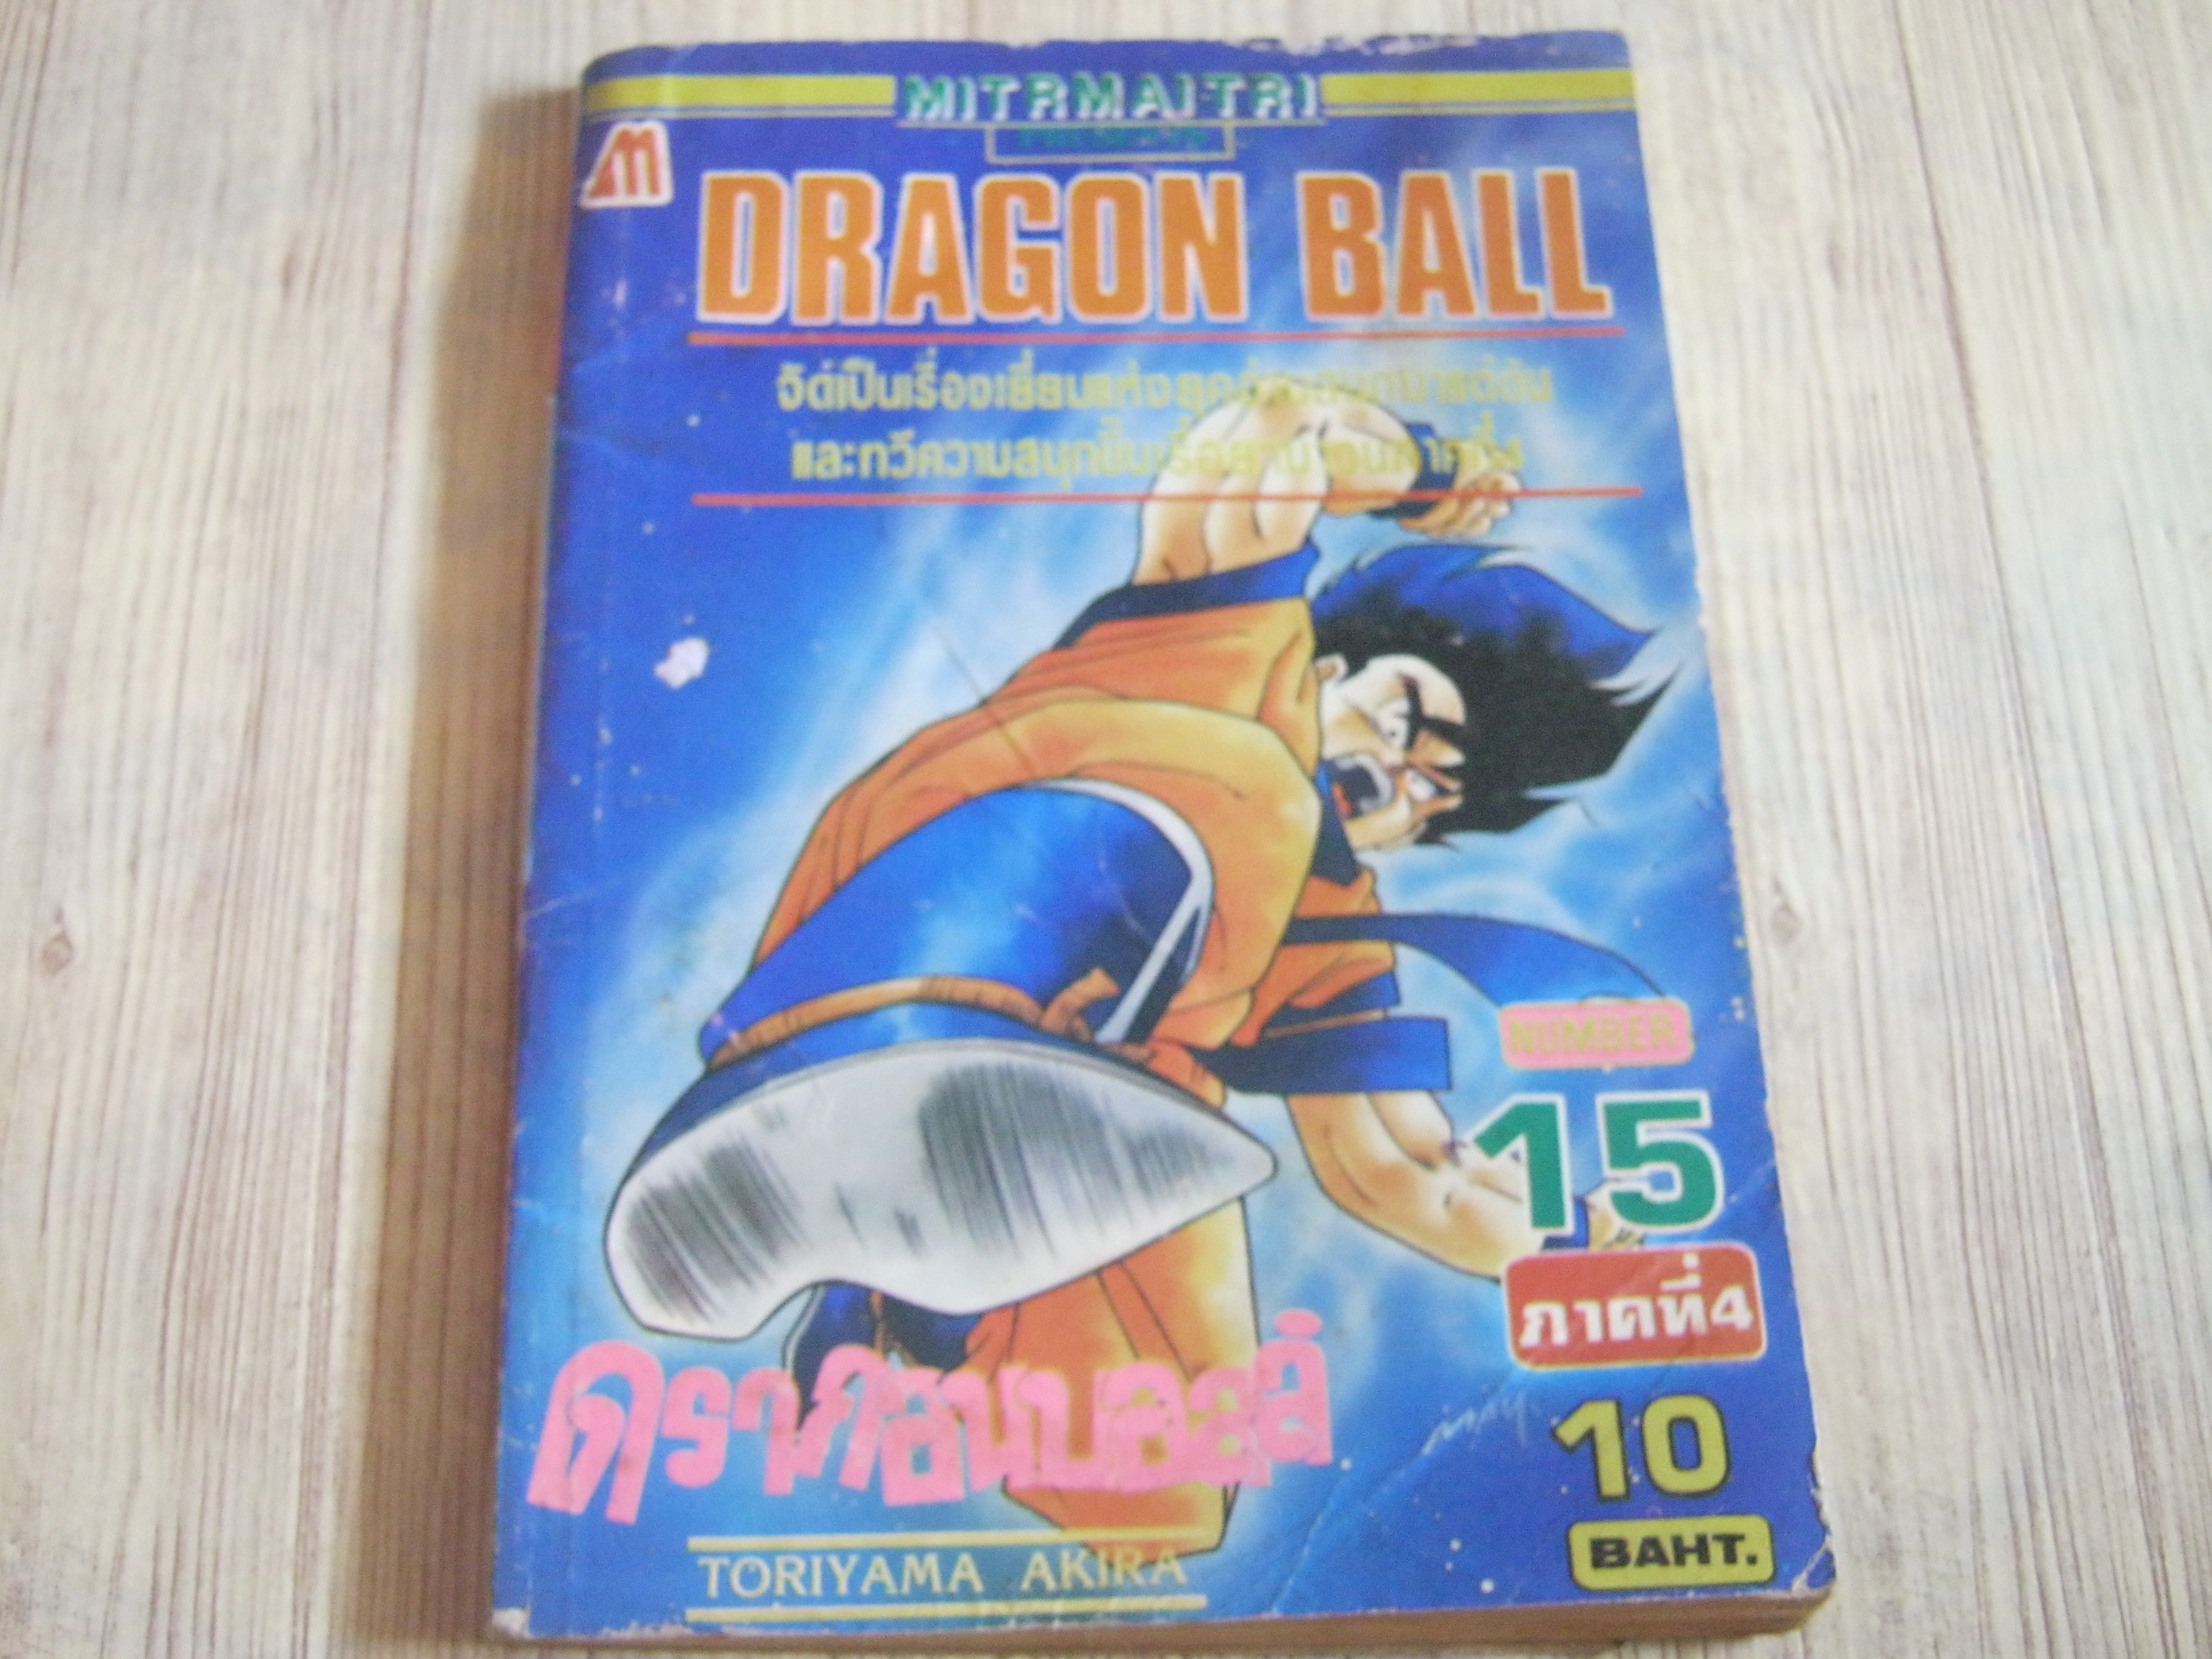 MITRMAITRI
DRAGON BALL
จัดเป็นเรื่องเยี่ยมแห่งยุค
และทวีความสนุกขึ้นเรื่อย
NUMBER
15
ภาคที่4
ดราก้อนบอลล์
10
BAHT.
TORIYAMA AKIRA